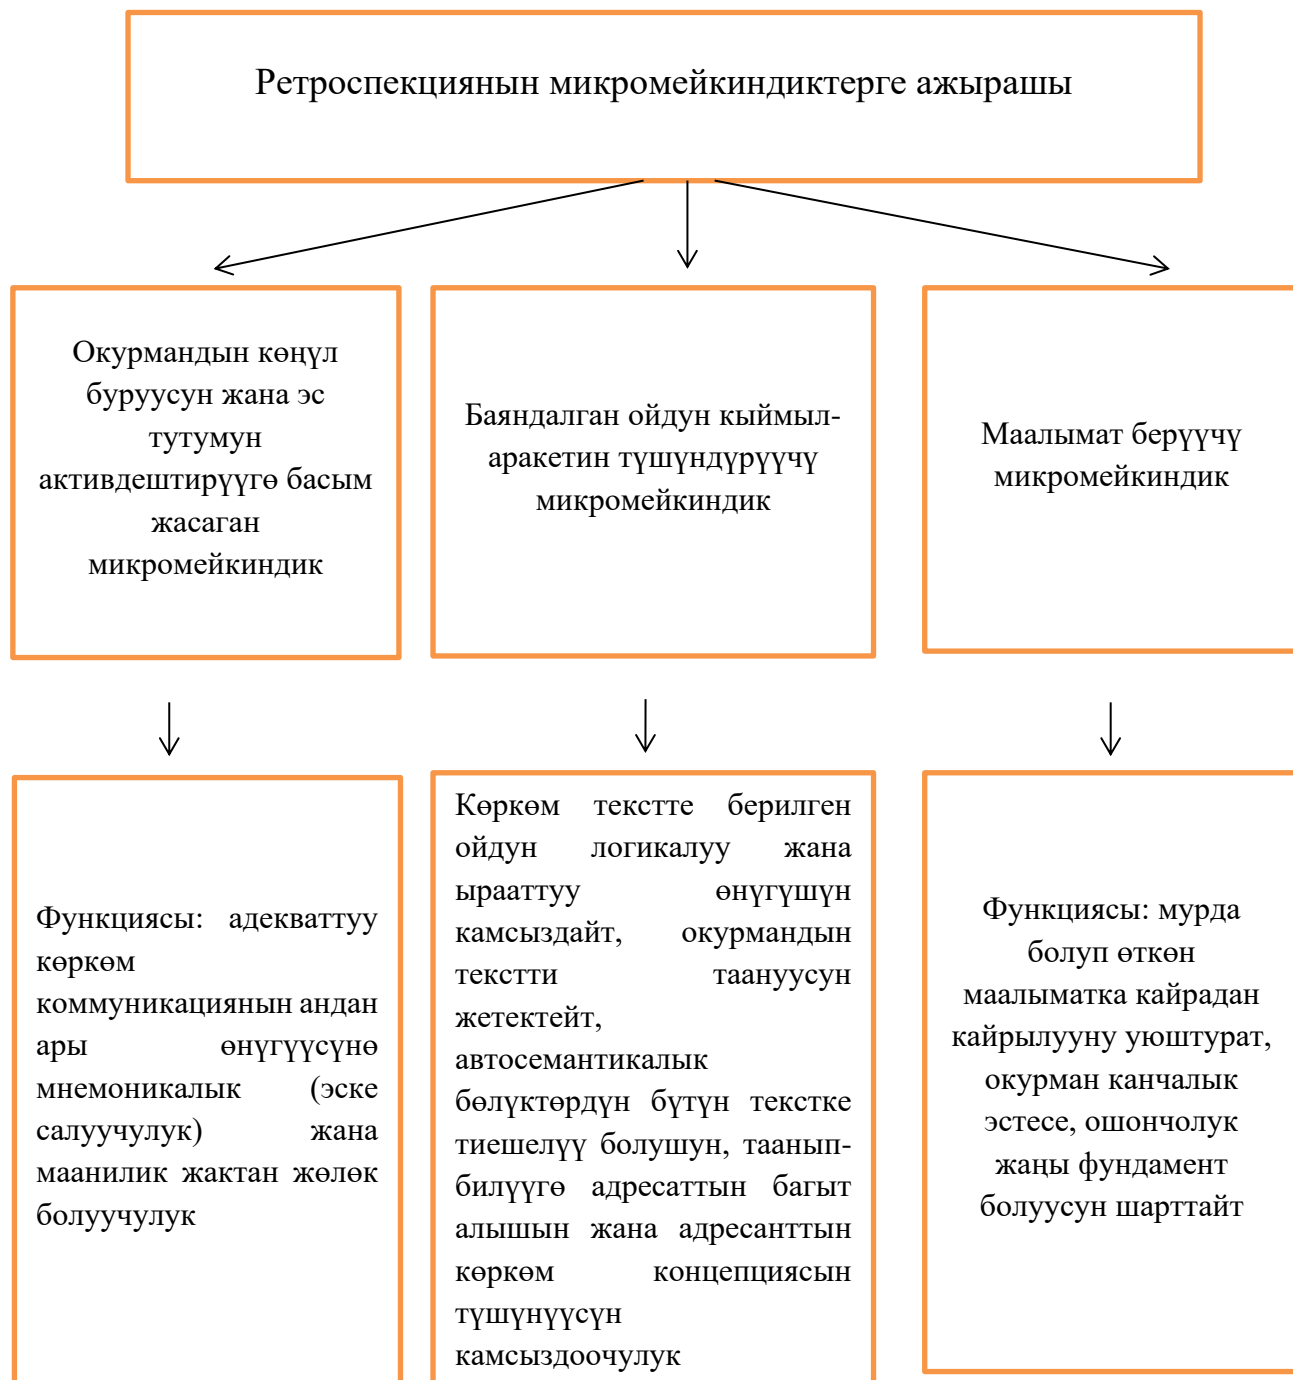 Ретроспекциянын микромейкиндиктерге ажырашы
Окурмандын көңүл
буруусун жана эс
тутумун
активдештирүүгө басым
жасаган
микромейкиндик
Баяндалган ойдун кыймыл-
аракетин түшүндүрүүчү
микромейкиндик
Маалымат берүүчү
микромейкиндик
Функциясы: адекваттуу
көркөм
коммуникациянын андан
ары өнүгүүсүнө
мнемоникалык (эске
салуучулук) жана
маанилик жактан жөлөк
болуучулук
Көркөм текстте берилген
ойдун логикалуу жана
ырааттуу өнүгүшүн
камсыздайт, окурмандын
текстти таануусун
жетектейт,
автосемантикалык
бөлүктөрдүн бүтүн текстке
тиешелүү болушун, таанып-
билүүгө адресаттын багыт
алышын жана адресанттын
көркөм концепциясын
түшүнүүсүн
камсыздоочулук
Функциясы: мурда
болуп өткөн
маалыматка кайрадан
кайрылууну уюштурат,
окурман канчалык
эстесе, ошончолук
жаңы фундамент
болуусун шарттайт